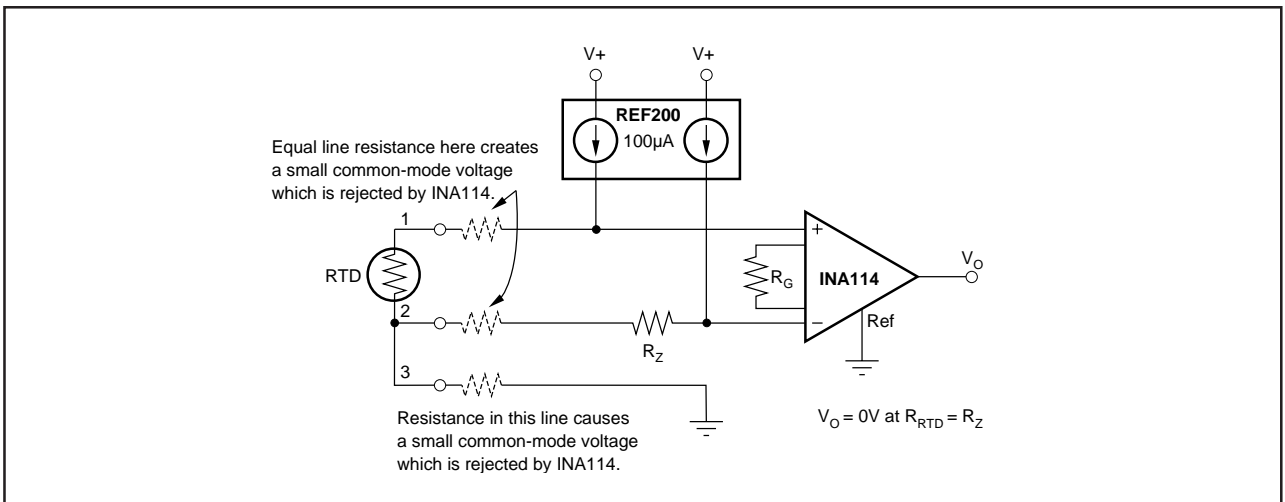 V+ V+
REF200
100µA
Equal line resistance here creates
a small common-mode voltage
which is rejected by INA114.
1
+
RTD
R_G
INA114
V_O
2
–
Ref
R_Z
3
Resistance in this line causes
a small common-mode voltage
which is rejected by INA114.
V_O = 0V at R_RTD = R_Z